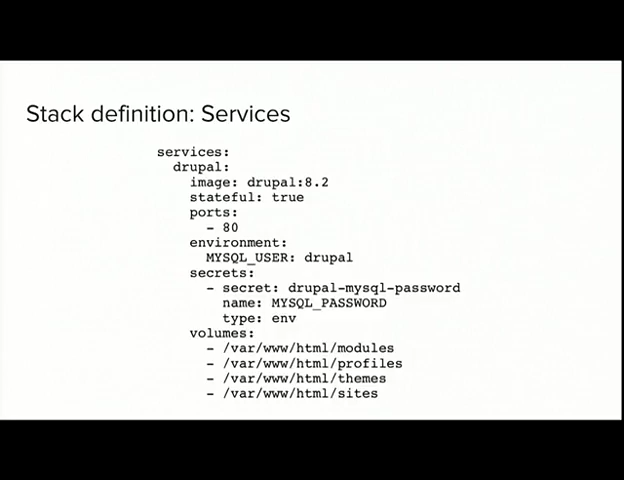 Stack definition: Services
services:
  drupal:
    image: drupal:8.2
    stateful: true
    ports:
      - 80
    environment:
      MYSQL_USER: drupal
    secrets:
      - secret: drupal-mysql-password
        name: MYSQL_PASSWORD
        type: env
    volumes:
      - /var/www/html/modules
      - /var/www/html/profiles
      - /var/www/html/themes
      - /var/www/html/sites